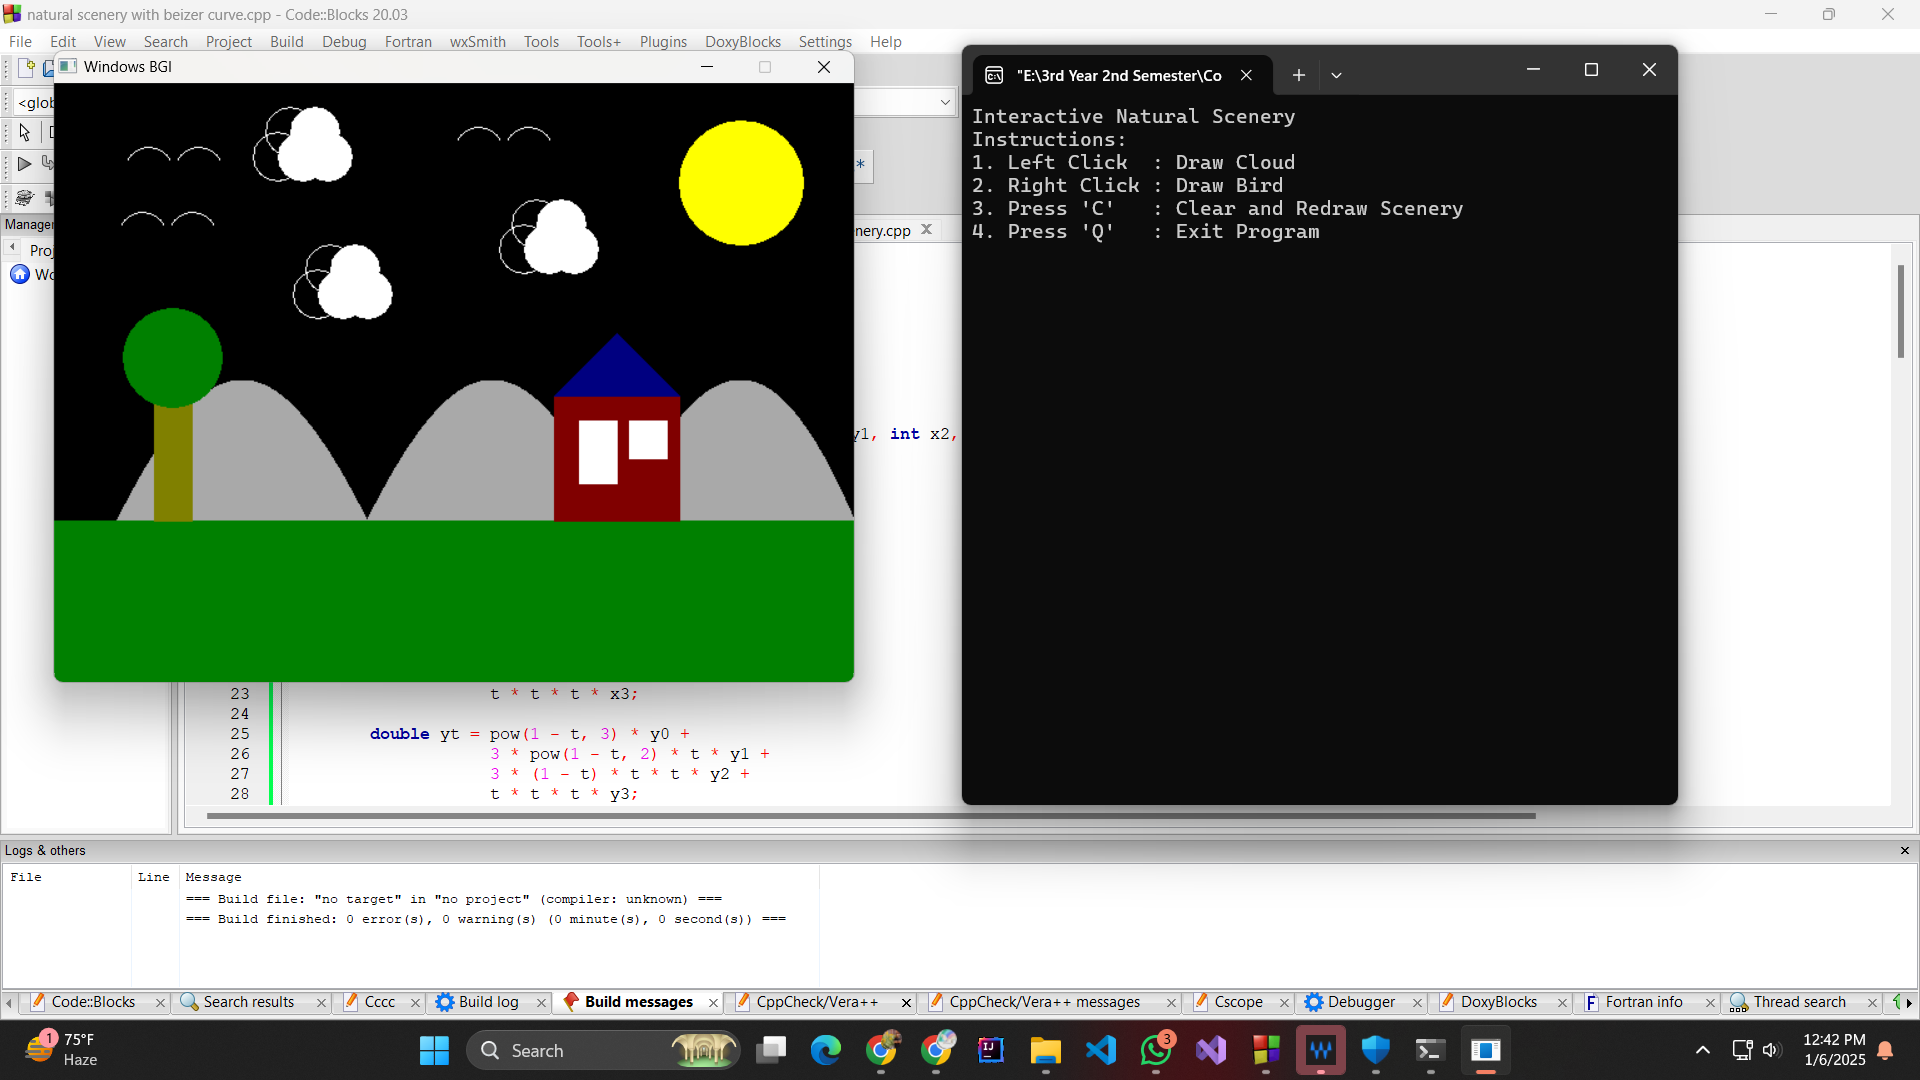 natural scenery with beizer curve.cpp - Code::Blocks 20.03
File Edit View Search Project Build Debug Fortran wxSmith Tools Tools+ Plugins DoxyBlocks Settings Help
Windows BGI
"E:\3rd Year 2nd Semester\Co
<glob
*
Interactive Natural Scenery
Instructions:
1. Left Click : Draw Cloud
2. Right Click : Draw Bird
3. Press 'C' : Clear and Redraw Scenery
4. Press 'Q' : Exit Program
Manager
nery.cpp
Proj
Wo
y1, int x2,
23 t * t * t * x3;
24
25 double yt = pow(1 - t, 3) * y0 +
26 3 * pow(1 - t, 2) * t * y1 +
27 3 * (1 - t) * t * t * y2 +
28 t * t * t * y3;
Logs & others
File Line Message
=== Build file: "no target" in "no project" (compiler: unknown) ===
=== Build finished: 0 error(s), 0 warning(s) (0 minute(s), 0 second(s)) ===
Code::Blocks Search results Cccc Build log Build messages CppCheck/Vera++ CppCheck/Vera++ messages Cscope Debugger DoxyBlocks Fortran info Thread search
1 75°F
Haze
Search
3
12:42 PM
1/6/2025